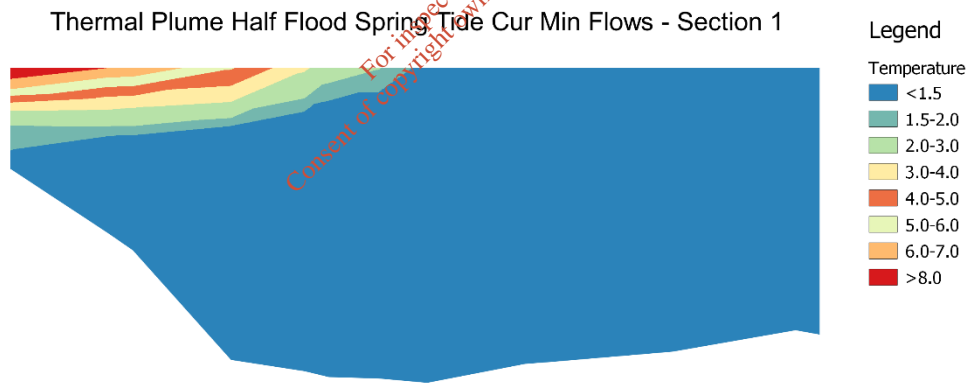 Thermal Plume Half Flood Spring Tide Cur Min Flows - Section 1
For inspec
Consent of copyright own
Legend
Temperature
<1.5
1.5-2.0
2.0-3.0
3.0-4.0
4.0-5.0
5.0-6.0
6.0-7.0
>8.0